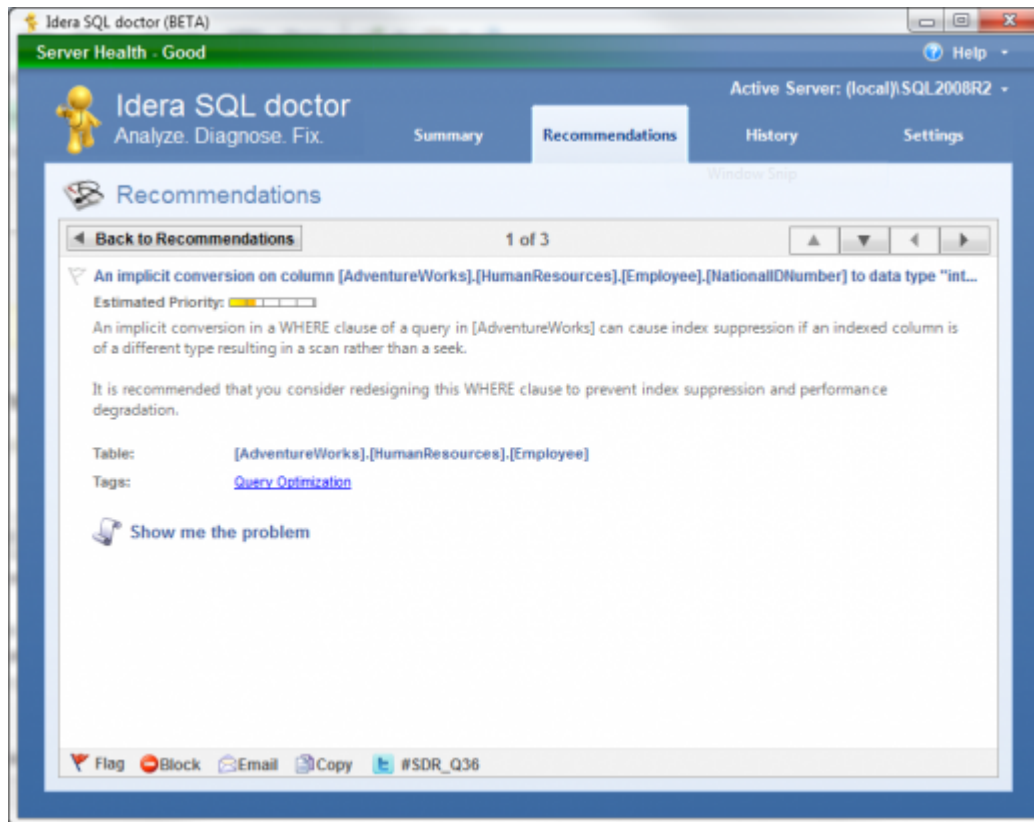 Idera SQL doctor (BETA)
Server Health - Good
Help
Active Server: (local)\SQL2008R2
Idera SQL doctor
Analyze. Diagnose. Fix.
Summary
Recommendations
History
Settings
Window Snip
Recommendations
Back to Recommendations
1 of 3
An implicit conversion on column [AdventureWorks].[HumanResources].[Employee].[NationalIDNumber] to data type "int...
Estimated Priority:
An implicit conversion in a WHERE clause of a query in [AdventureWorks] can cause index suppression if an indexed column is
of a different type resulting in a scan rather than a seek.
It is recommended that you consider redesigning this WHERE clause to prevent index suppression and performance
degradation.
Table: [AdventureWorks].[HumanResources].[Employee]
Tags: Query Optimization
Show me the problem
Flag Block Email Copy #SDR_Q36